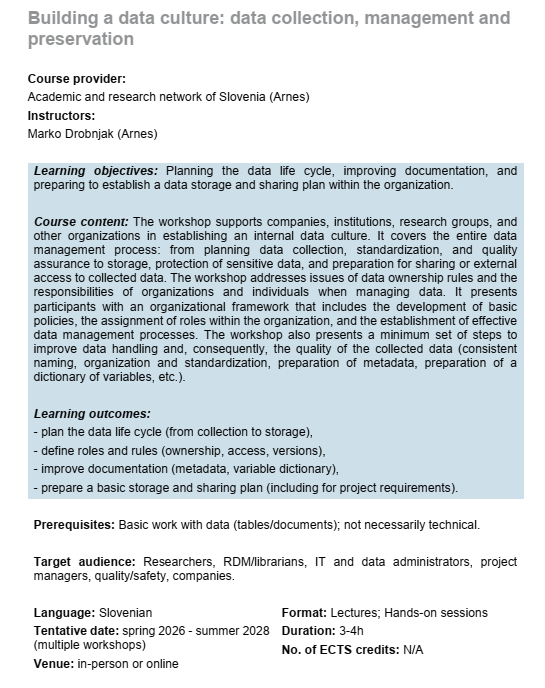 Building a data culture: data collection, management and
preservation
Course provider:
Academic and research network of Slovenia (Arnes)
Instructors:
Marko Drobnjak (Arnes)
Learning objectives: Planning the data life cycle, improving documentation, and
preparing to establish a data storage and sharing plan within the organization.
Course content: The workshop supports companies, institutions, research groups, and
other organizations in establishing an internal data culture. It covers the entire data
management process: from planning data collection, standardization, and quality
assurance to storage, protection of sensitive data, and preparation for sharing or external
access to collected data. The workshop addresses issues of data ownership rules and the
responsibilities of organizations and individuals when managing data. It presents
participants with an organizational framework that includes the development of basic
policies, the assignment of roles within the organization, and the establishment of effective
data management processes. The workshop also presents a minimum set of steps to
improve data handling and, consequently, the quality of the collected data (consistent
naming, organization and standardization, preparation of metadata, preparation of a
dictionary of variables, etc.).
Learning outcomes:
- plan the data life cycle (from collection to storage),
- define roles and rules (ownership, access, versions),
- improve documentation (metadata, variable dictionary),
- prepare a basic storage and sharing plan (including for project requirements).
Prerequisites: Basic work with data (tables/documents); not necessarily technical.
Target audience: Researchers, RDM/librarians, IT and data administrators, project
managers, quality/safety, companies.
Language: Slovenian
Tentative date: spring 2026 - summer 2028
(multiple workshops)
Venue: in-person or online
Format: Lectures; Hands-on sessions
Duration: 3-4h
No. of ECTS credits: N/A